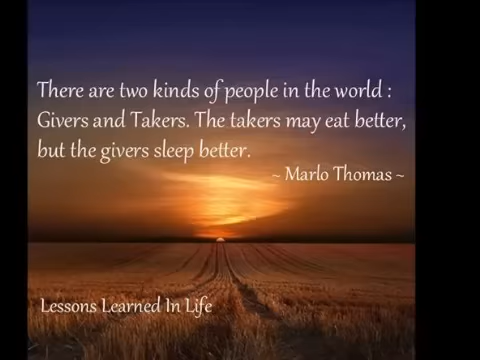 There are two kinds of people in the world :
Givers and Takers. The takers may eat better,
but the givers sleep better.
~ Marlo Thomas ~
Lessons Learned In Life